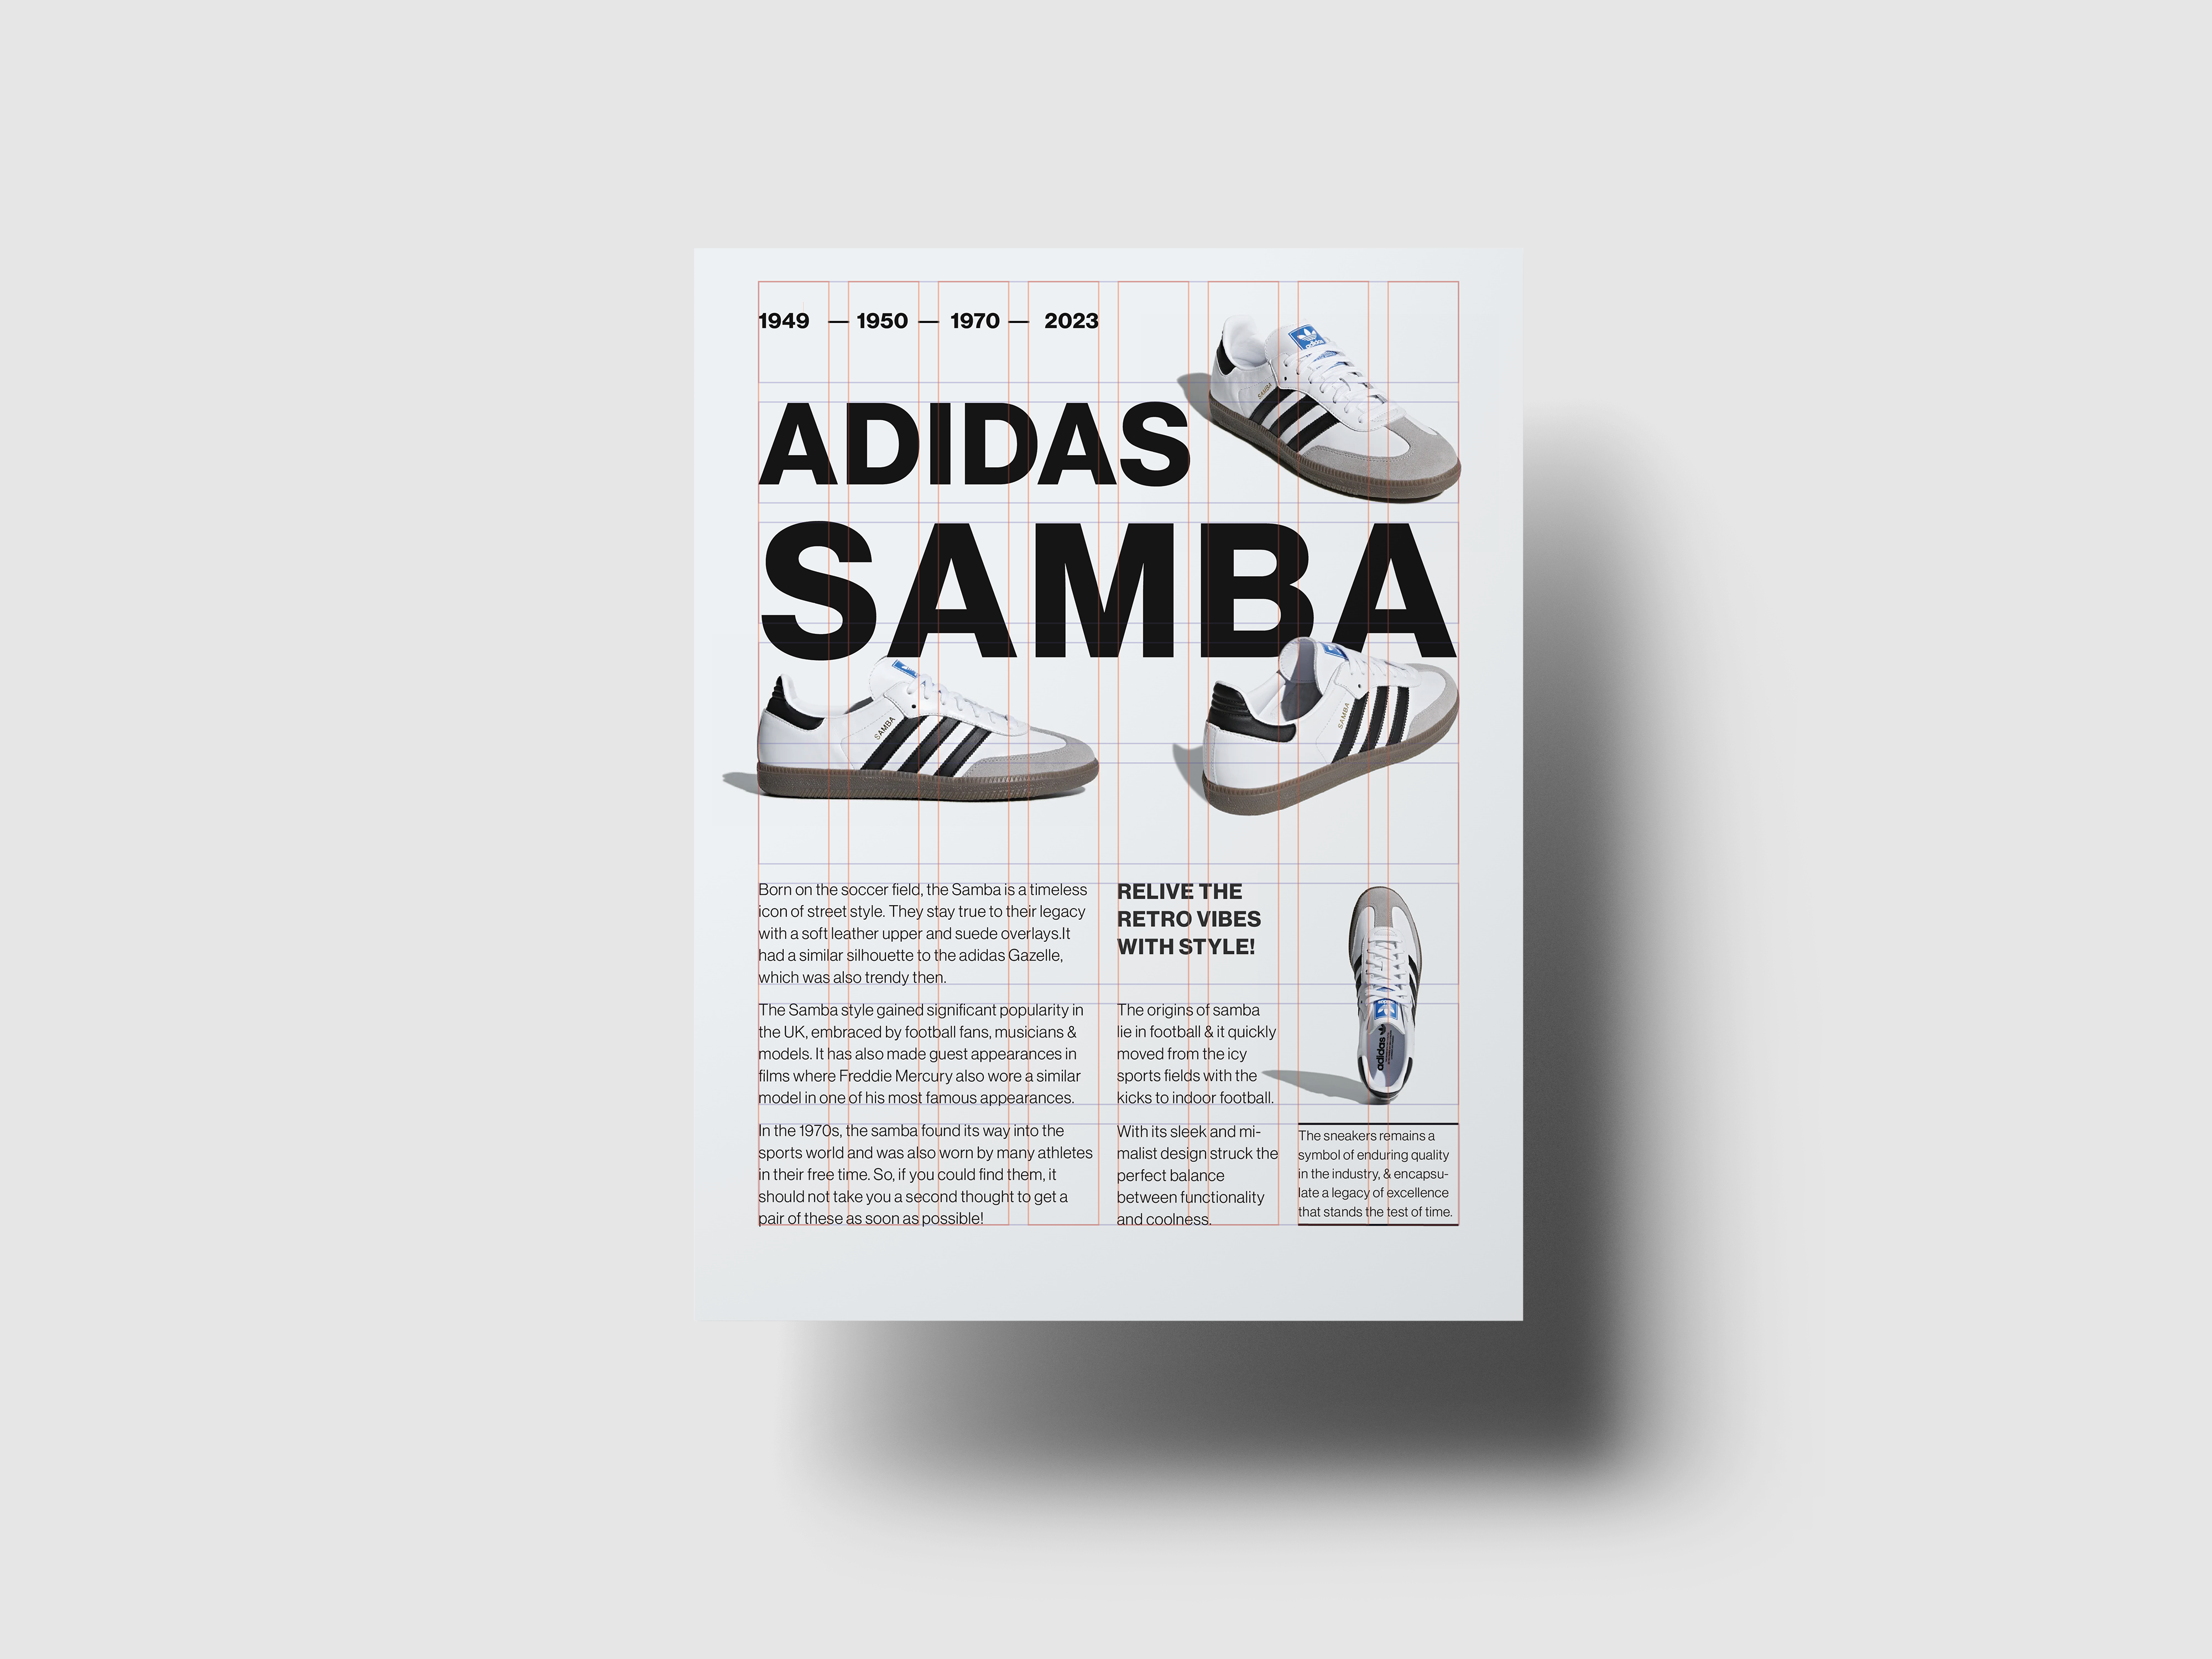 1949 — 1950 — 1970 — 2023
adidas
SAMBA
ADIDAS
SAMBA
SAMBA
SAMBA
Born on the soccer field, the Samba is a timeless
icon of street style. They stay true to their legacy
with a soft leather upper and suede overlays.It
had a similar silhouette to the adidas Gazelle,
which was also trendy then.
The Samba style gained significant popularity in
the UK, embraced by football fans, musicians &
models. It has also made guest appearances in
films where Freddie Mercury also wore a similar
model in one of his most famous appearances.
In the 1970s, the samba found its way into the
sports world and was also worn by many athletes
in their free time. So, if you could find them, it
should not take you a second thought to get a
pair of these as soon as possible!
RELIVE THE
RETRO VIBES
WITH STYLE!
The origins of samba
lie in football & it quickly
moved from the icy
sports fields with the
kicks to indoor football.
With its sleek and mi-
malist design struck the
perfect balance
between functionality
and coolness.
adidas
The sneakers remains a
symbol of enduring quality
in the industry, & encapsu-
late a legacy of excellence
that stands the test of time.